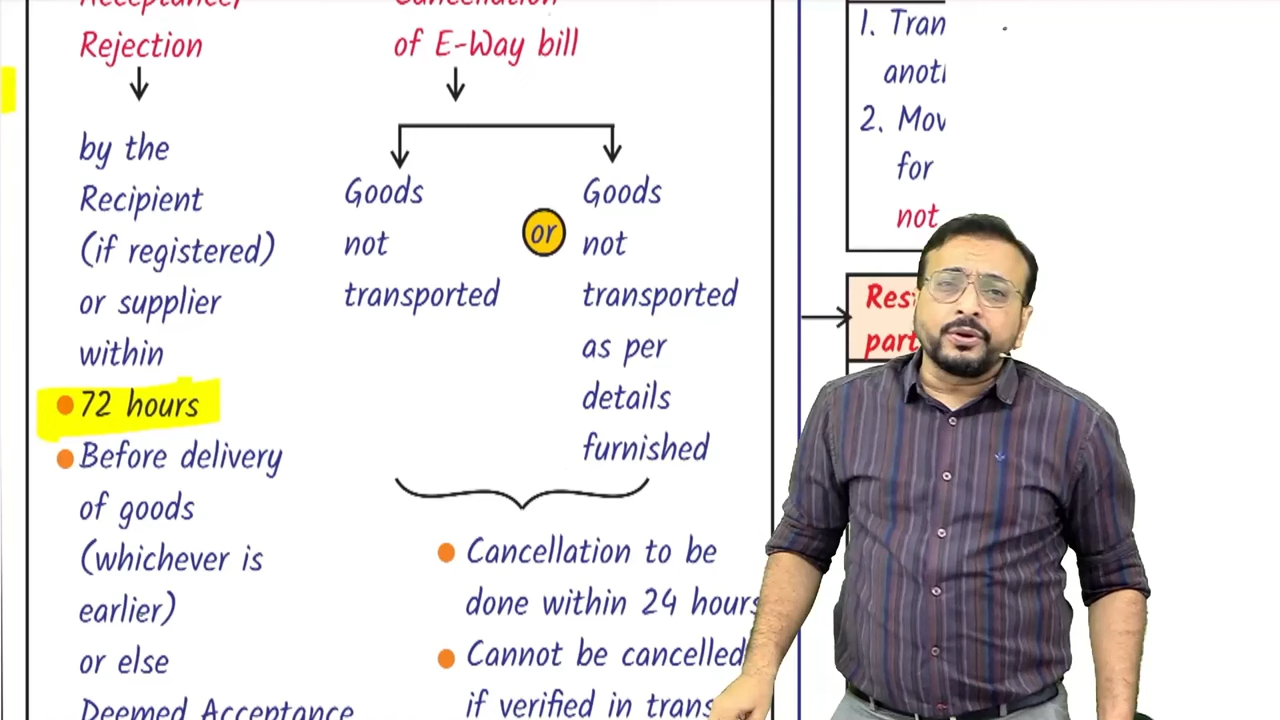 Acceptance/
Rejection
by the
Recipient
(if registered)
or supplier
within
72 hours
Before delivery
of goods
(whichever is
earlier)
or else
Deemed Acceptance
Cancellation
of E-Way bill
Goods
not
transported
or
Goods
not
transported
as per
details
furnished
Cancellation to be
done within 24 hours
Cannot be cancelled
if verified in trans
1. Tran
2. Mov
for
not